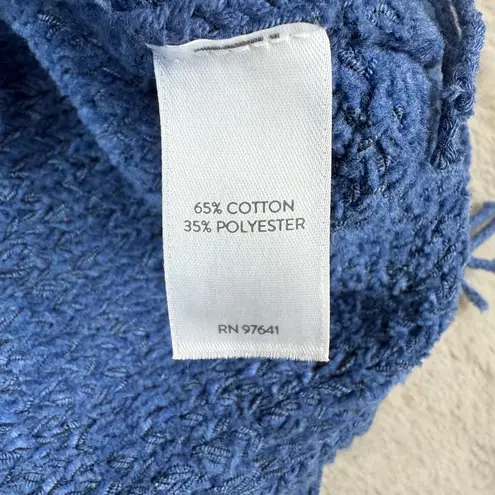 65% COTTON
35% POLYESTER
RN 97641